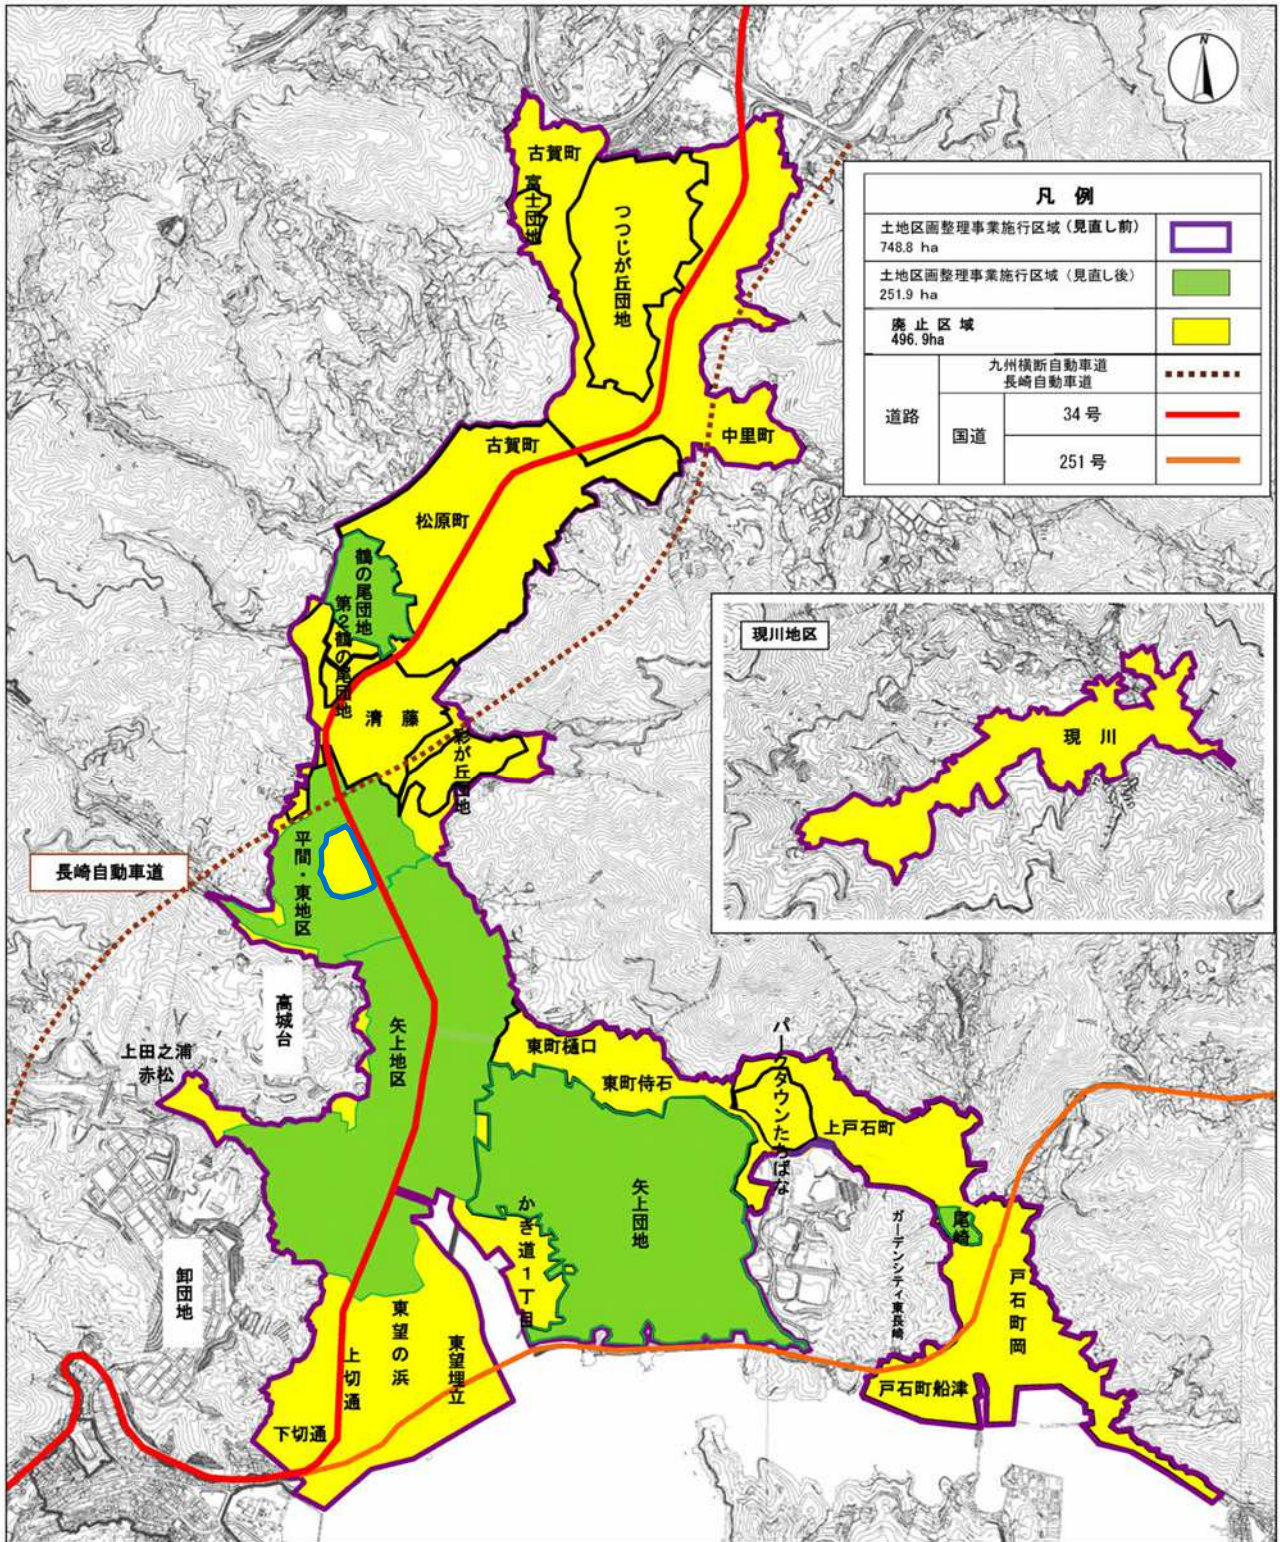 N
凡例
土地区画整理事業施行区域（見直し前）
748.8 ha
土地区画整理事業施行区域（見直し後）
251.9 ha
廃止区域
496.9ha
道路
九州横断自動車道
長崎自動車道
国道
34号
251号
古賀町
富士団地
つつじが丘団地
中里町
古賀町
松原町
鶴の尾団地
第2鶴の尾団地
清藤
彩が丘団地
現川地区
現川
長崎自動車道
平間・東地区
高城台
矢上地区
上田之浦
赤松
東町樋口
東町侍石
パークタウンたちばな
上戸石町
矢上団地
かき道1丁目
ガーデンシティ東長崎
尾崎
戸石町岡
戸石町船津
卸団地
東望の浜
上切通
東望埋立
下切通